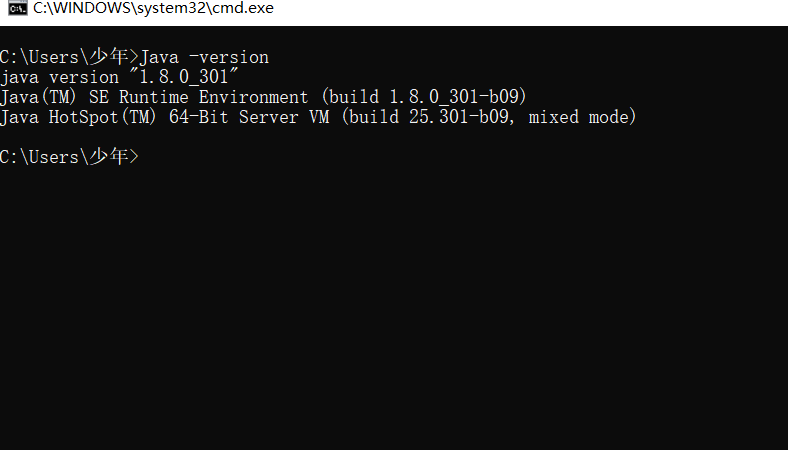 C:\WINDOWS\system32\cmd.exe
C:\Users\少年>Java -version
java version "1.8.0_301"
Java(TM) SE Runtime Environment (build 1.8.0_301-b09)
Java HotSpot(TM) 64-Bit Server VM (build 25.301-b09, mixed mode)
C:\Users\少年>